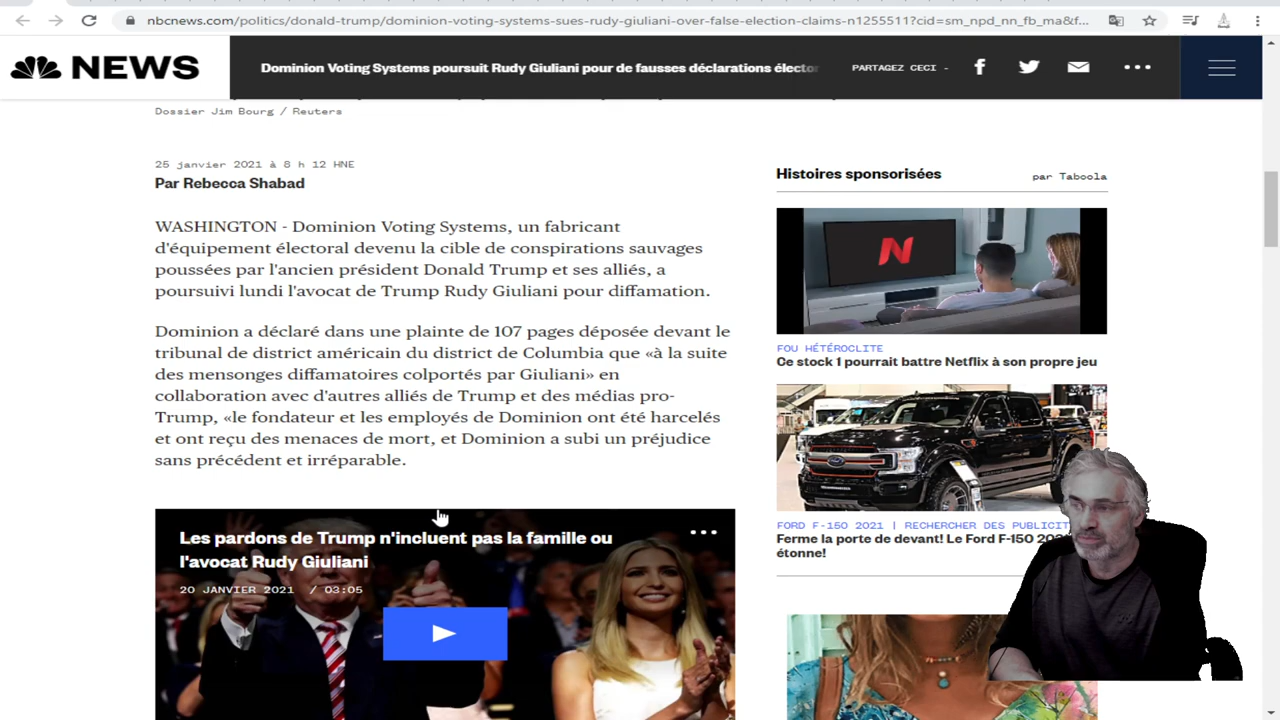 nbcnews.com/politics/donald-trump/dominion-voting-systems-sues-rudy-giuliani-over-false-election-claims-n1255511?cid=sm_npd_nn_fb_ma&f...
NEWS
Dominion Voting Systems poursuit Rudy Giuliani pour de fausses déclarations électo
PARTAGEZ CECI -
Dossier Jim Bourg / Reuters
25 janvier 2021 à 8 h 12 HNE
Par Rebecca Shabad
WASHINGTON - Dominion Voting Systems, un fabricant
d'équipement électoral devenu la cible de conspirations sauvages
poussées par l'ancien président Donald Trump et ses alliés, a
poursuivi lundi l'avocat de Trump Rudy Giuliani pour diffamation.
Dominion a déclaré dans une plainte de 107 pages déposée devant le
tribunal de district américain du district de Columbia que «à la suite
des mensonges diffamatoires colportés par Giuliani» en
collaboration avec d'autres alliés de Trump et des médias pro-
Trump, «le fondateur et les employés de Dominion ont été harcelés
et ont reçu des menaces de mort, et Dominion a subi un préjudice
sans précédent et irréparable.
Les pardons de Trump n'incluent pas la famille ou
l'avocat Rudy Giuliani
20 JANVIER 2021 / 03:05
Histoires sponsorisées
par Taboola
N
FOU HÉTÉROCLITE
Ce stock 1 pourrait battre Netflix à son propre jeu
FORD F-150 2021 | RECHERCHER DES PUBLICIT
Ferme la porte de devant! Le Ford F-150 202
étonne!